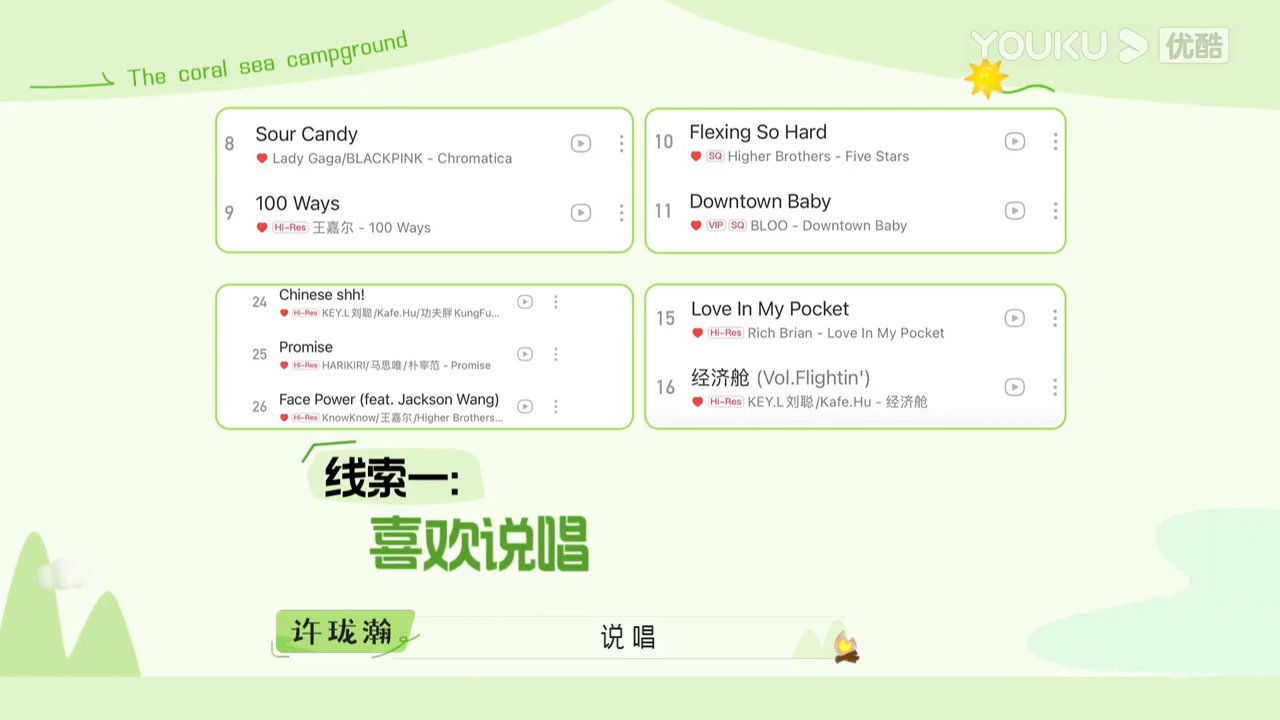 The coral sea campground
YOUKU 优酷
8 Sour Candy
Lady Gaga/BLACKPINK - Chromatica
9 100 Ways
Hi-Res 王嘉尔 - 100 Ways
10 Flexing So Hard
SQ Higher Brothers - Five Stars
11 Downtown Baby
VIP SQ BLOO - Downtown Baby
24 Chinese shh!
Hi-Res KEY.L刘聪/Kafe.Hu/功夫胖KungFu...
25 Promise
Hi-Res HARIKIRI/马思唯/朴宰范 - Promise
26 Face Power (feat. Jackson Wang)
Hi-Res KnowKnow/王嘉尔/Higher Brothers...
15 Love In My Pocket
Hi-Res Rich Brian - Love In My Pocket
16 经济舱 (Vol.Flightin')
Hi-Res KEY.L刘聪/Kafe.Hu - 经济舱
线索一:
喜欢说唱
许珑瀚
说唱